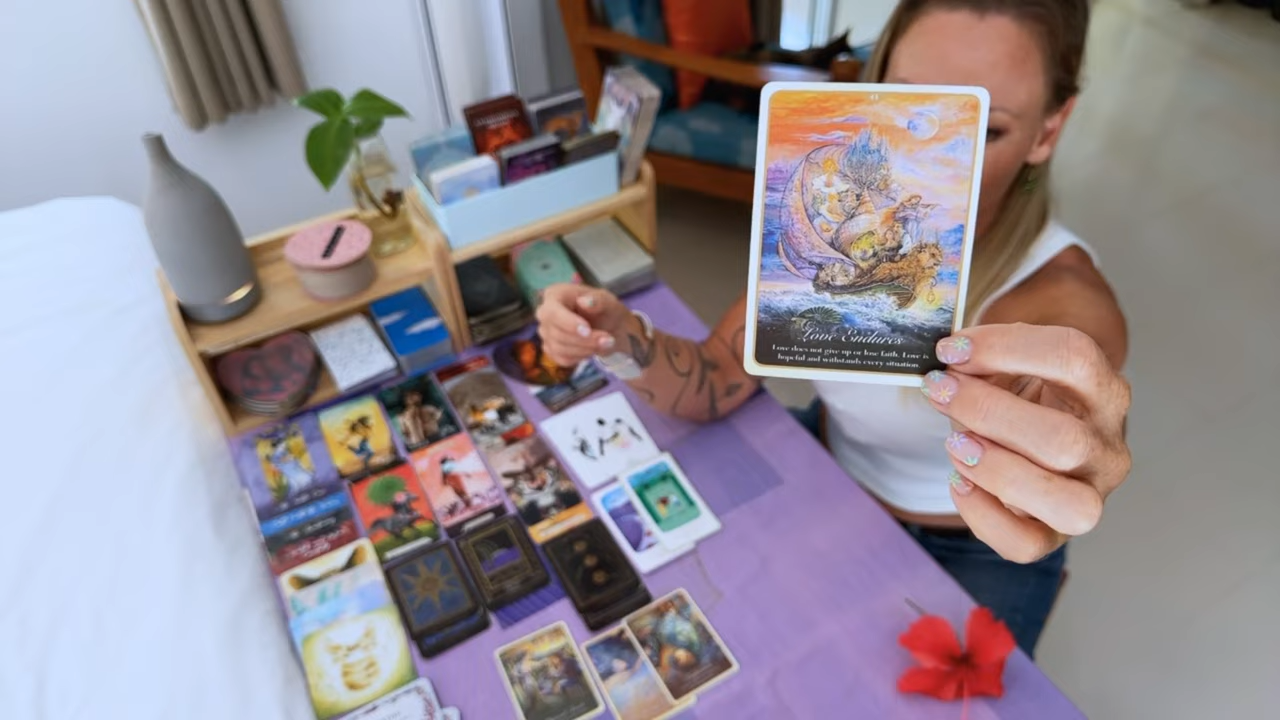 Love Endures
Love does not give up or lose faith. Love is
hopeful and withstands every situation.